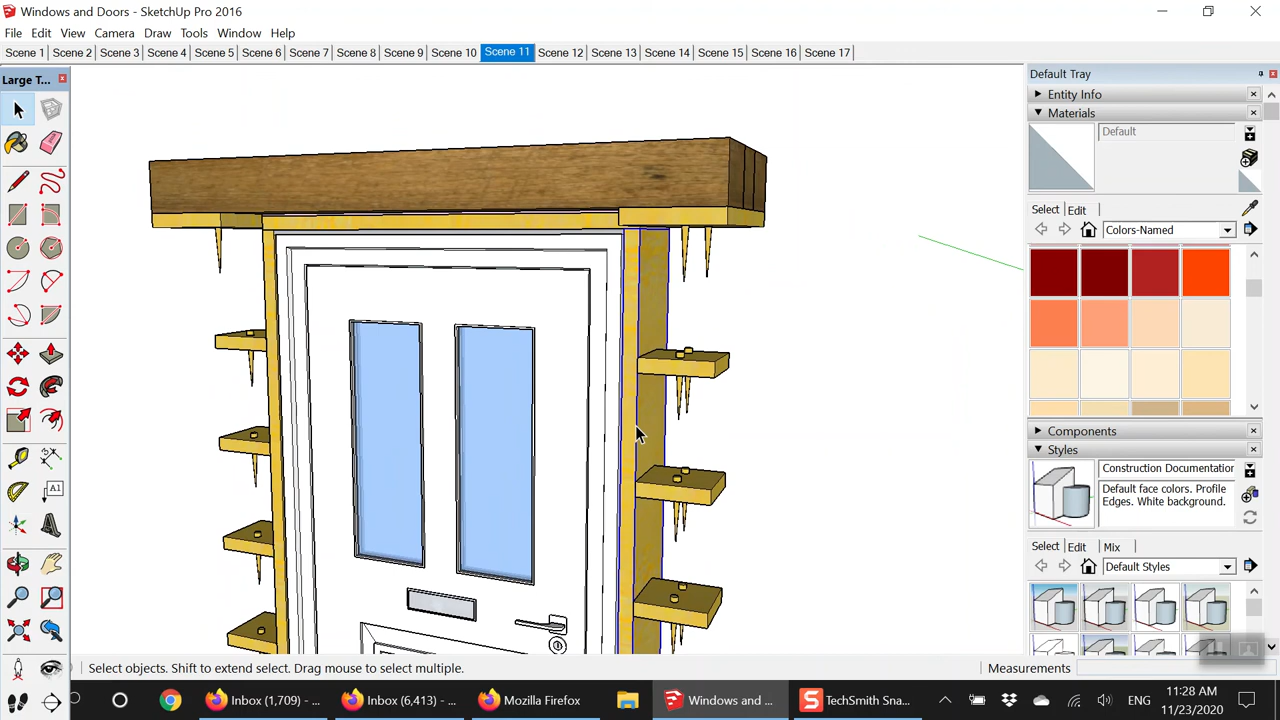 Windows and Doors - SketchUp Pro 2016
File Edit View Camera Draw Tools Window Help
Scene 1 Scene 2 Scene 3 Scene 4 Scene 5 Scene 6 Scene 7 Scene 8 Scene 9 Scene 10 Scene 11 Scene 12 Scene 13 Scene 14 Scene 15 Scene 16 Scene 17
Large T...
Default Tray
Entity Info
Materials
Default
Select Edit
Colors-Named
Components
Styles
Construction Documentation
Default face colors. Profile
Edges. White background.
Select Edit Mix
Default Styles
A1
Select objects. Shift to extend select. Drag mouse to select multiple.
Measurements
Inbox (1,709) - ...
Inbox (6,413) - ...
Mozilla Firefox
Windows and ...
TechSmith Sna...
ENG
11:28 AM
11/23/2020